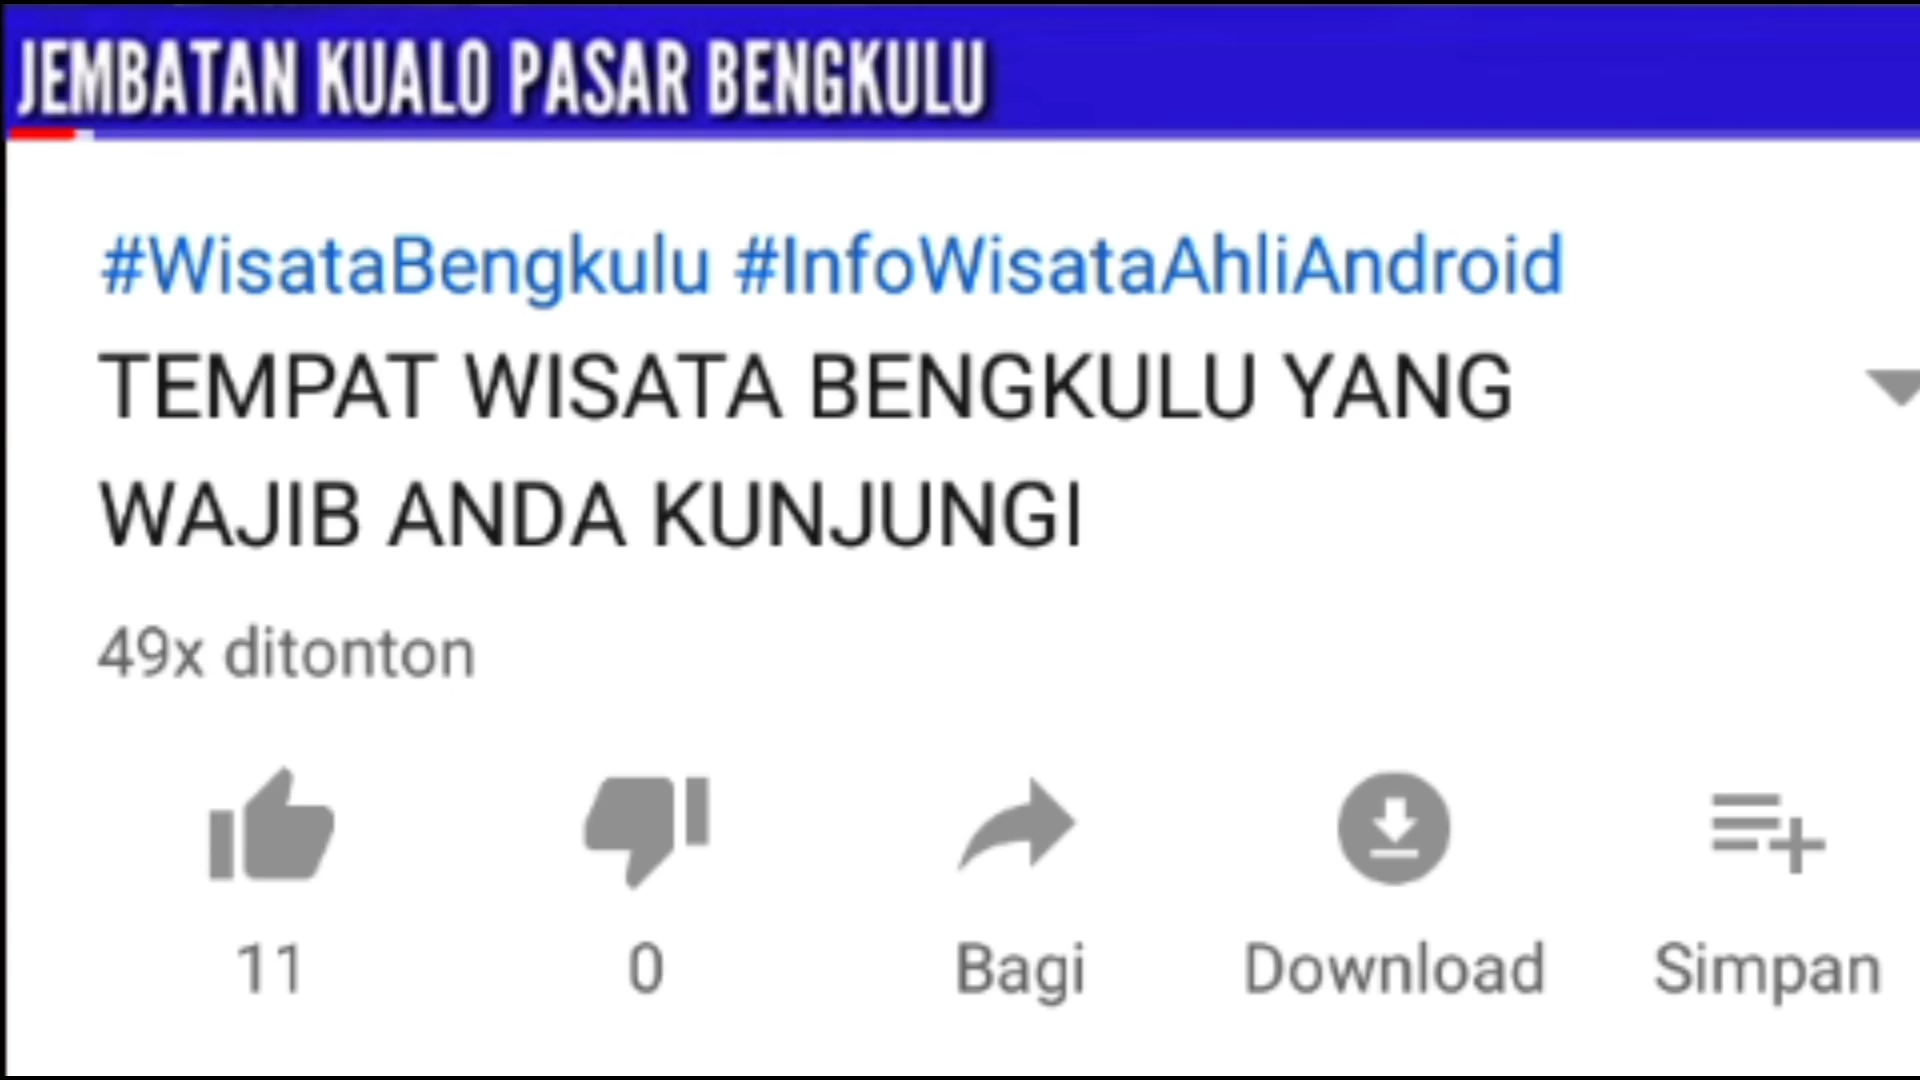 JEMBATAN KUALO PASAR BENGKULU
#WisataBengkulu #InfoWisataAhliAndroid
TEMPAT WISATA BENGKULU YANG
WAJIB ANDA KUNJUNGI
49x ditonton
11 0 Bagi Download Simpan